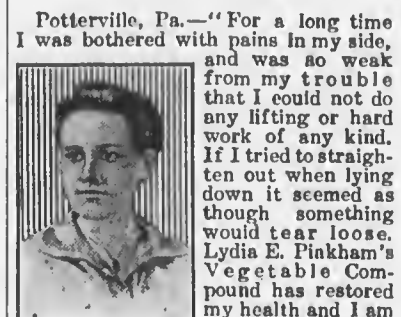 Potterville, Pa.—"For a long time
I was bothered with pains in my side,
and was so weak
from my trouble
that I could not do
any lifting or hard
work of any kind.
If I tried to straigh-
ten out when lying
down it seemed as
though something
would tear loose.
Lydia E. Pinkham's
Vegetable Com-
pound has restored
my health and I am